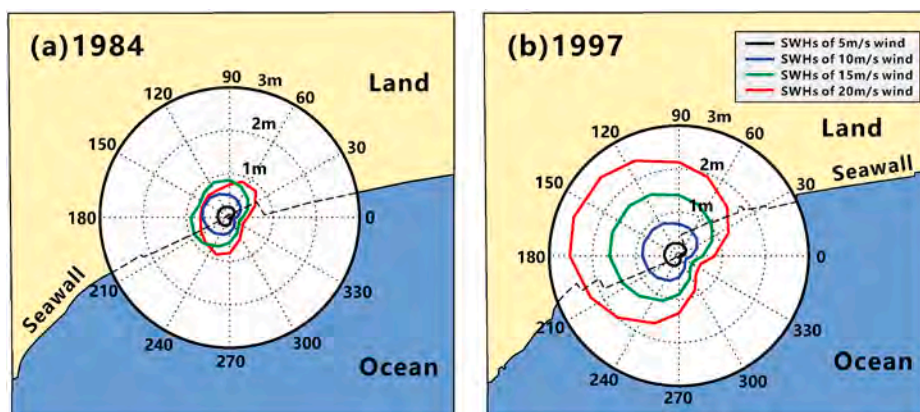 (a)1984
90
3m
120
60
Land
2m
150
30
1m
180
0
210
Seawall
330
240
300
270
Ocean
(b)1997
SWHs of 5m/s wind
SWHs of 10m/s wind
SWHs of 15m/s wind
SWHs of 20m/s wind
90
3m
120
60
Land
2m
Seawall
150
30
1m
180
0
210
330
240
300
270
Ocean